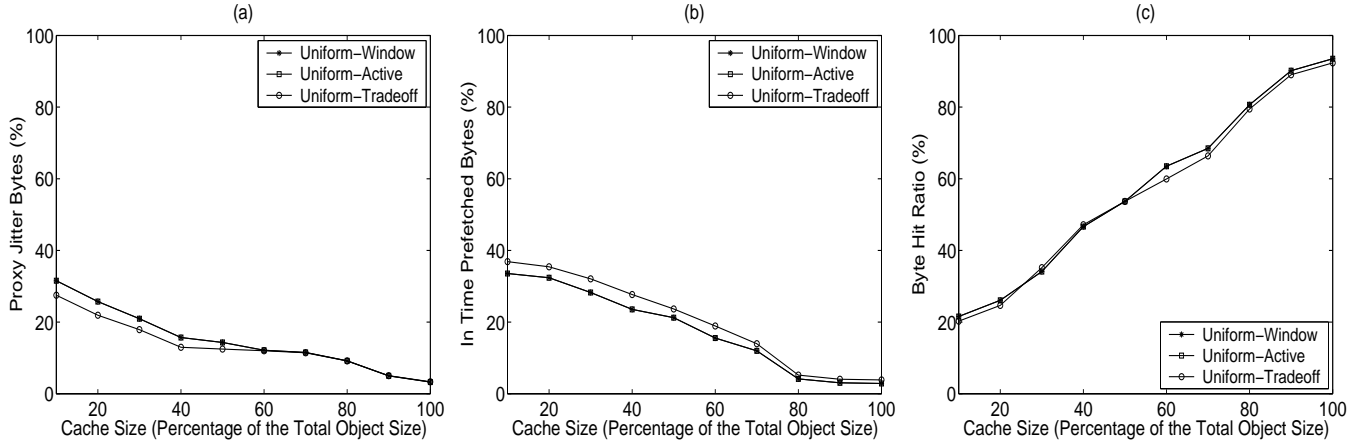 (a)
100
80
60
40
20
0
Proxy Jitter Bytes (%)
Uniform-Window
Uniform-Active
Uniform-Tradeoff
20 40 60 80 100
Cache Size (Percentage of the Total Object Size)
(b)
100
80
60
40
20
0
In Time Prefetched Bytes (%)
Uniform-Window
Uniform-Active
Uniform-Tradeoff
20 40 60 80 100
Cache Size (Percentage of the Total Object Size)
(c)
100
80
60
40
20
0
Byte Hit Ratio (%)
Uniform-Window
Uniform-Active
Uniform-Tradeoff
20 40 60 80 100
Cache Size (Percentage of the Total Object Size)